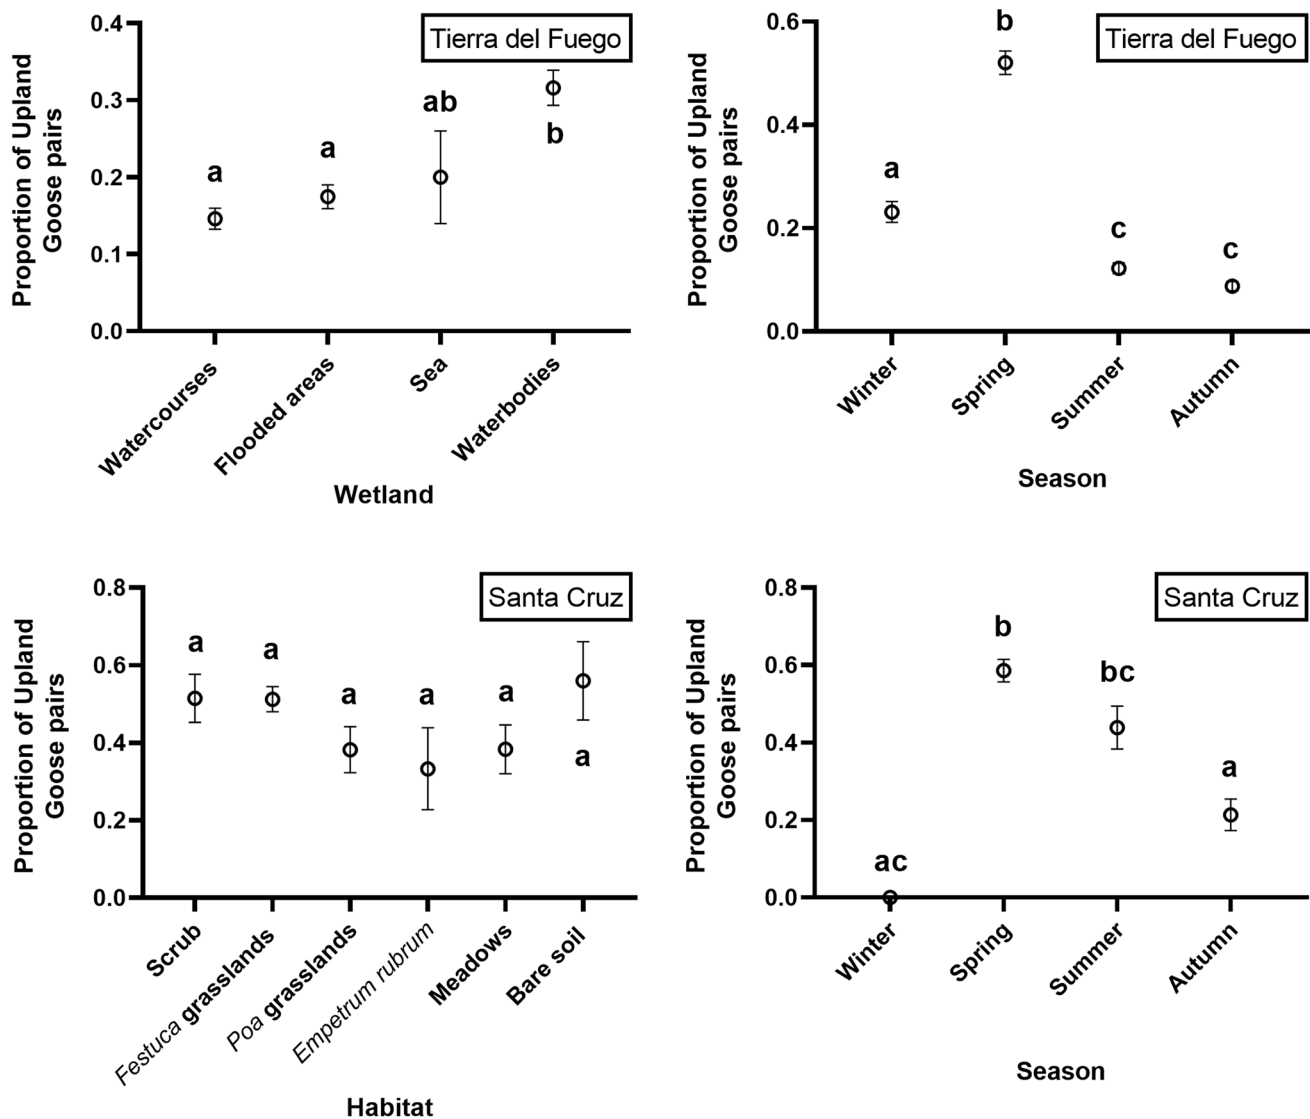 Tierra del Fuego
Proportion of Upland
Goose pairs
0.4
0.3
0.2
0.1
0.0
a
a
ab
b
Watercourses
Flooded areas
Sea
Waterbodies
Wetland
Tierra del Fuego
Proportion of Upland
Goose pairs
0.6
0.4
0.2
0.0
a
b
c
c
Winter
Spring
Summer
Autumn
Season
Santa Cruz
Proportion of Upland
Goose pairs
0.8
0.6
0.4
0.2
0.0
a
a
a
a
a
a
Scrub
Festuca grasslands
Poa grasslands
Empetrum rubrum
Meadows
Bare soil
Habitat
Santa Cruz
Proportion of Upland
Goose pairs
0.8
0.6
0.4
0.2
0.0
ac
b
bc
a
Winter
Spring
Summer
Autumn
Season